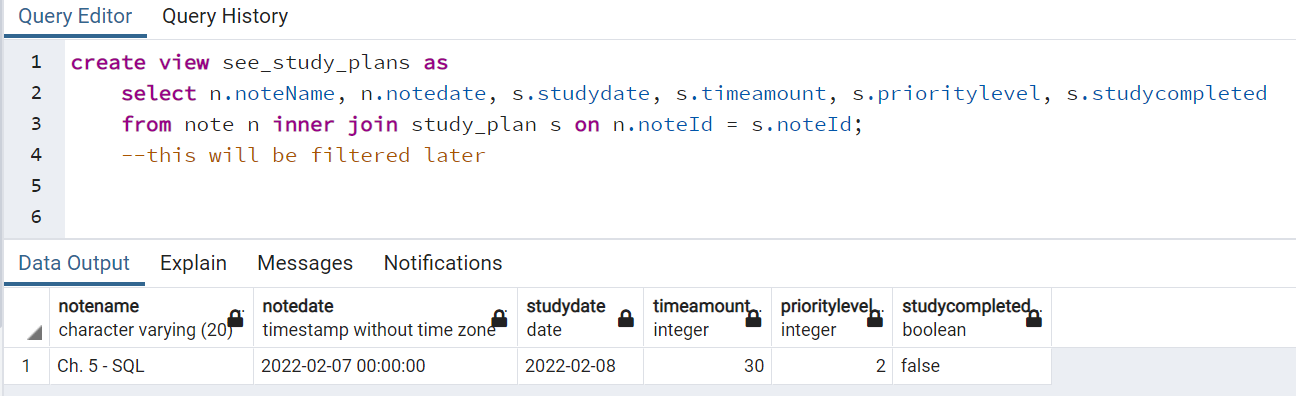 Query Editor Query History
1 create view see_study_plans as
2 select n.noteName, n.notedate, s.studydate, s.timeamount, s.prioritylevel, s.studycompleted
3 from note n inner join study_plan s on n.noteId = s.noteId;
4 --this will be filtered later
5
6
Data Output Explain Messages Notifications
notename notedate studydate timeamount prioritylevel studycompleted
character varying (20) timestamp without time zone date integer integer boolean
1 Ch. 5 - SQL 2022-02-07 00:00:00 2022-02-08 30 2 false